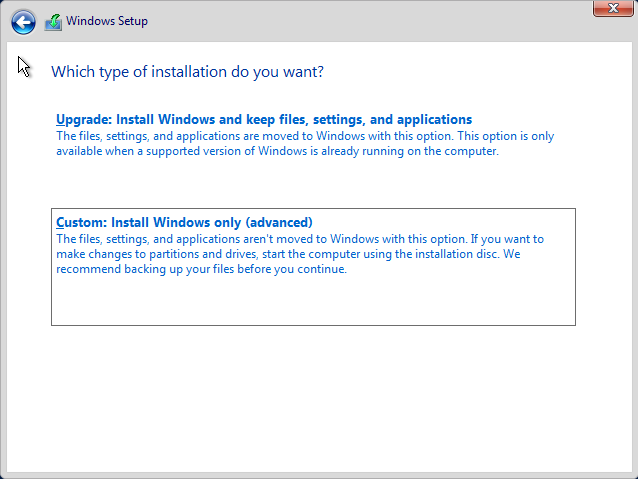 Windows Setup
Which type of installation do you want?
Upgrade: Install Windows and keep files, settings, and applications
The files, settings, and applications are moved to Windows with this option. This option is only
available when a supported version of Windows is already running on the computer.
Custom: Install Windows only (advanced)
The files, settings, and applications aren't moved to Windows with this option. If you want to
make changes to partitions and drives, start the computer using the installation disc. We
recommend backing up your files before you continue.